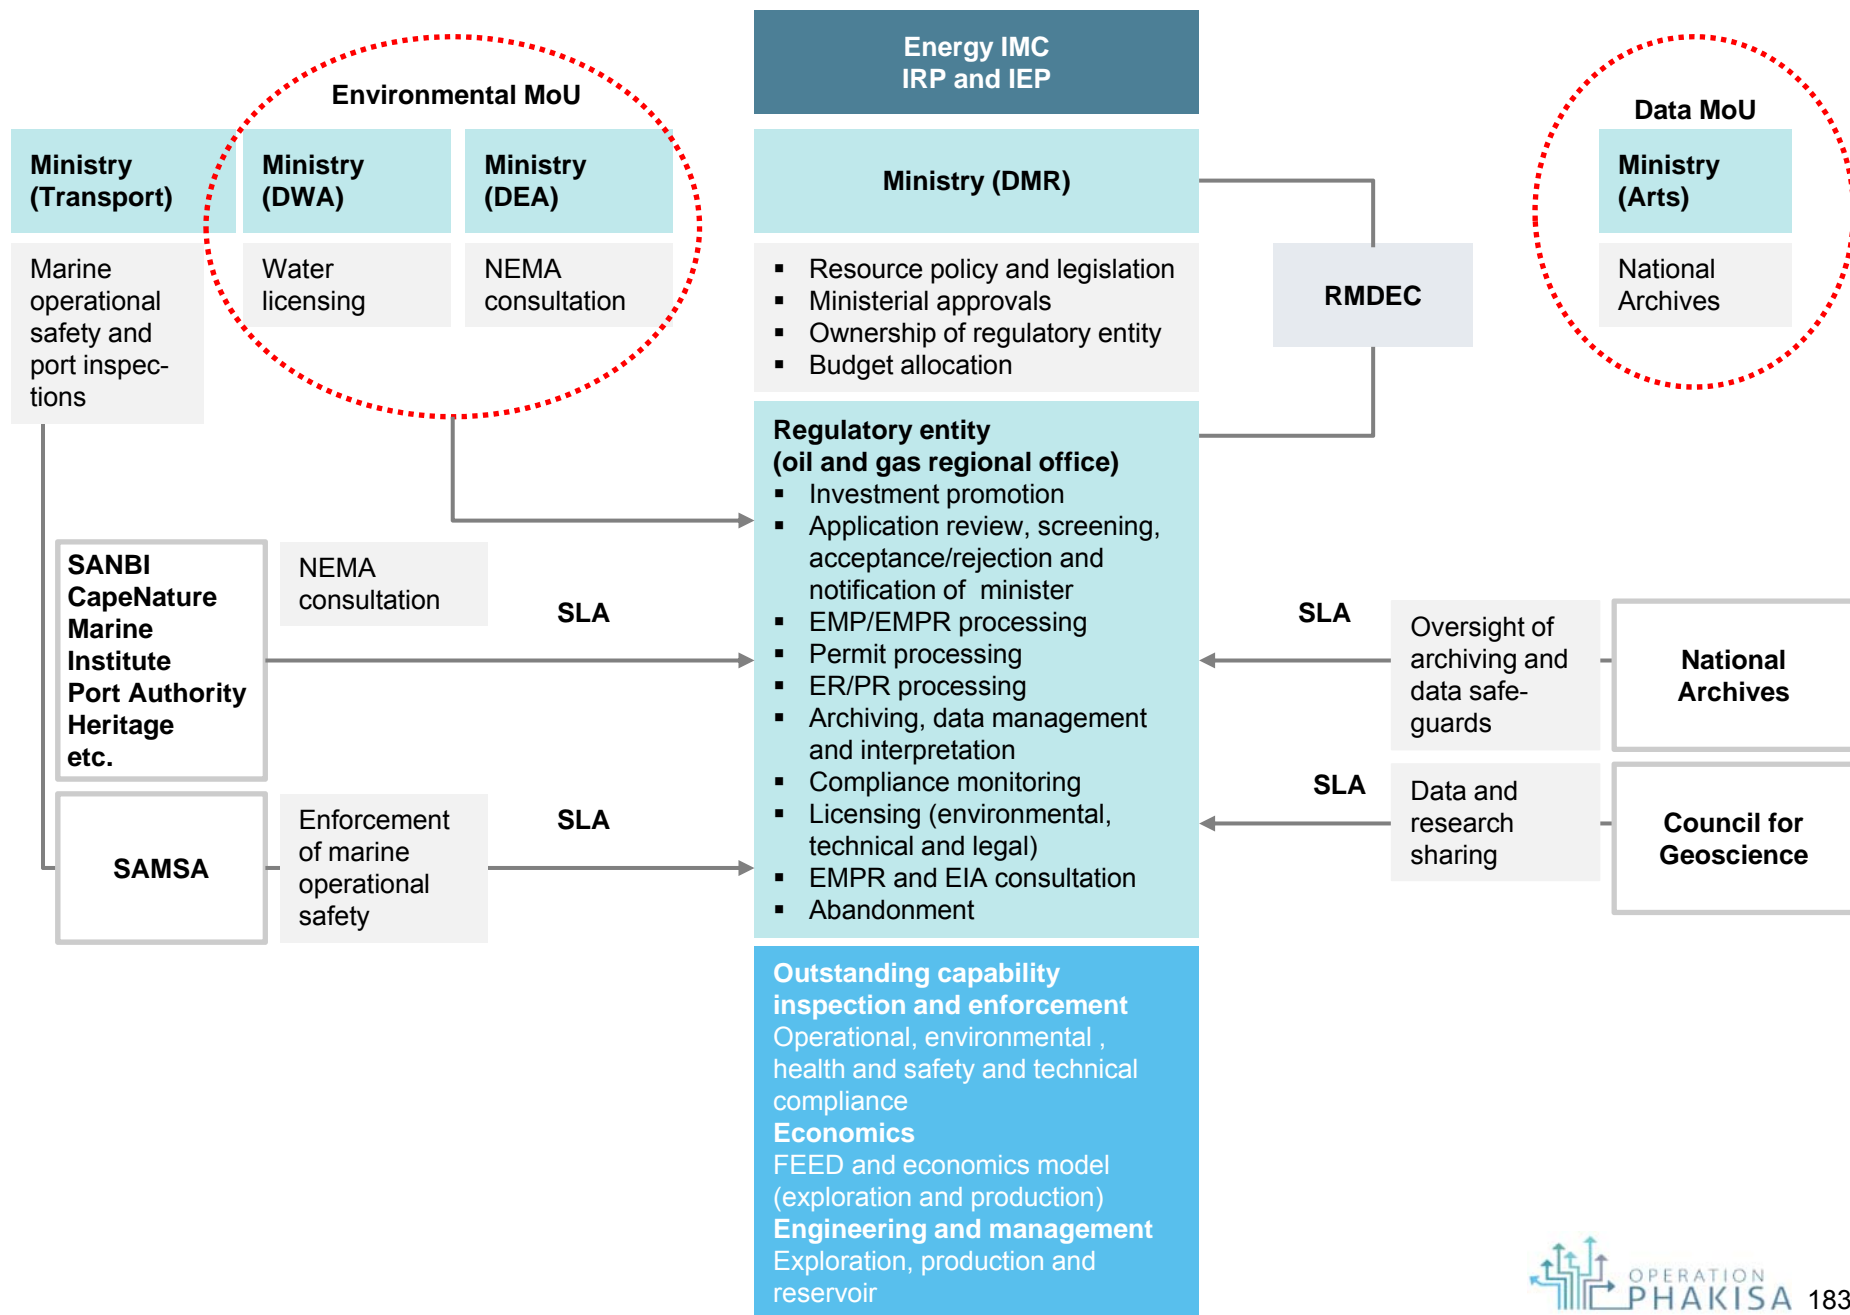 Energy IMC
IRP and IEP
Environmental MoU
Data MoU
Ministry
(Transport)
Ministry
(DWA)
Ministry
(DEA)
Ministry (DMR)
Ministry
(Arts)
Marine
operational
safety and
port inspec-
tions
Water
licensing
NEMA
consultation
▪ Resource policy and legislation
▪ Ministerial approvals
▪ Ownership of regulatory entity
▪ Budget allocation
RMDEC
National
Archives
Regulatory entity
(oil and gas regional office)
▪ Investment promotion
▪ Application review, screening,
acceptance/rejection and
notification of  minister
▪ EMP/EMPR processing
▪ Permit processing
▪ ER/PR processing
▪ Archiving, data management
and interpretation
▪ Compliance monitoring
▪ Licensing (environmental,
technical and legal)
▪ EMPR and EIA consultation
▪ Abandonment
SANBI
CapeNature
Marine
Institute
Port Authority
Heritage
etc.
NEMA
consultation
SLA
SAMSA
Enforcement
of marine
operational
safety
SLA
SLA
Oversight of
archiving and
data safe-
guards
National
Archives
SLA
Data and
research
sharing
Council for
Geoscience
Outstanding capability
inspection and enforcement
Operational, environmental ,
health and safety and technical
compliance
Economics
FEED and economics model
(exploration and production)
Engineering and management
Exploration, production and
reservoir
OPERATION
PHAKISA
183